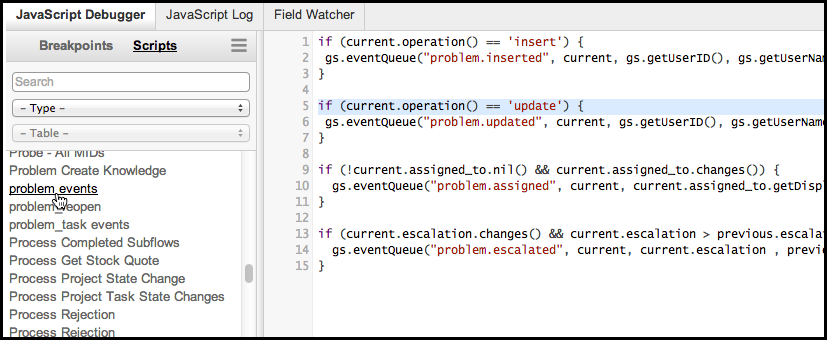 JavaScript Debugger JavaScript Log Field Watcher
Breakpoints Scripts
Search
- Type -
- Table -
Probe - All MIDs
Problem Create Knowledge
problem events
problem_reopen
problem_task events
Process Completed Subflows
Process Get Stock Quote
Process Project State Change
Process Project Task State Changes
Process Rejection
Process Rejection
1 if (current.operation() == 'insert') {
2 gs.eventQueue("problem.inserted", current, gs.getUserID(), gs.getUserNam
3 }
4
5 if (current.operation() == 'update') {
6 gs.eventQueue("problem.updated", current, gs.getUserID(), gs.getUserName
7 }
8
9 if (!current.assigned_to.nil() && current.assigned_to.changes()) {
10 gs.eventQueue("problem.assigned", current, current.assigned_to.getDispl
11 }
12
13 if (current.escalation.changes() && current.escalation > previous.escala
14 gs.eventQueue("problem.escalated", current, current.escalation , previo
15 }